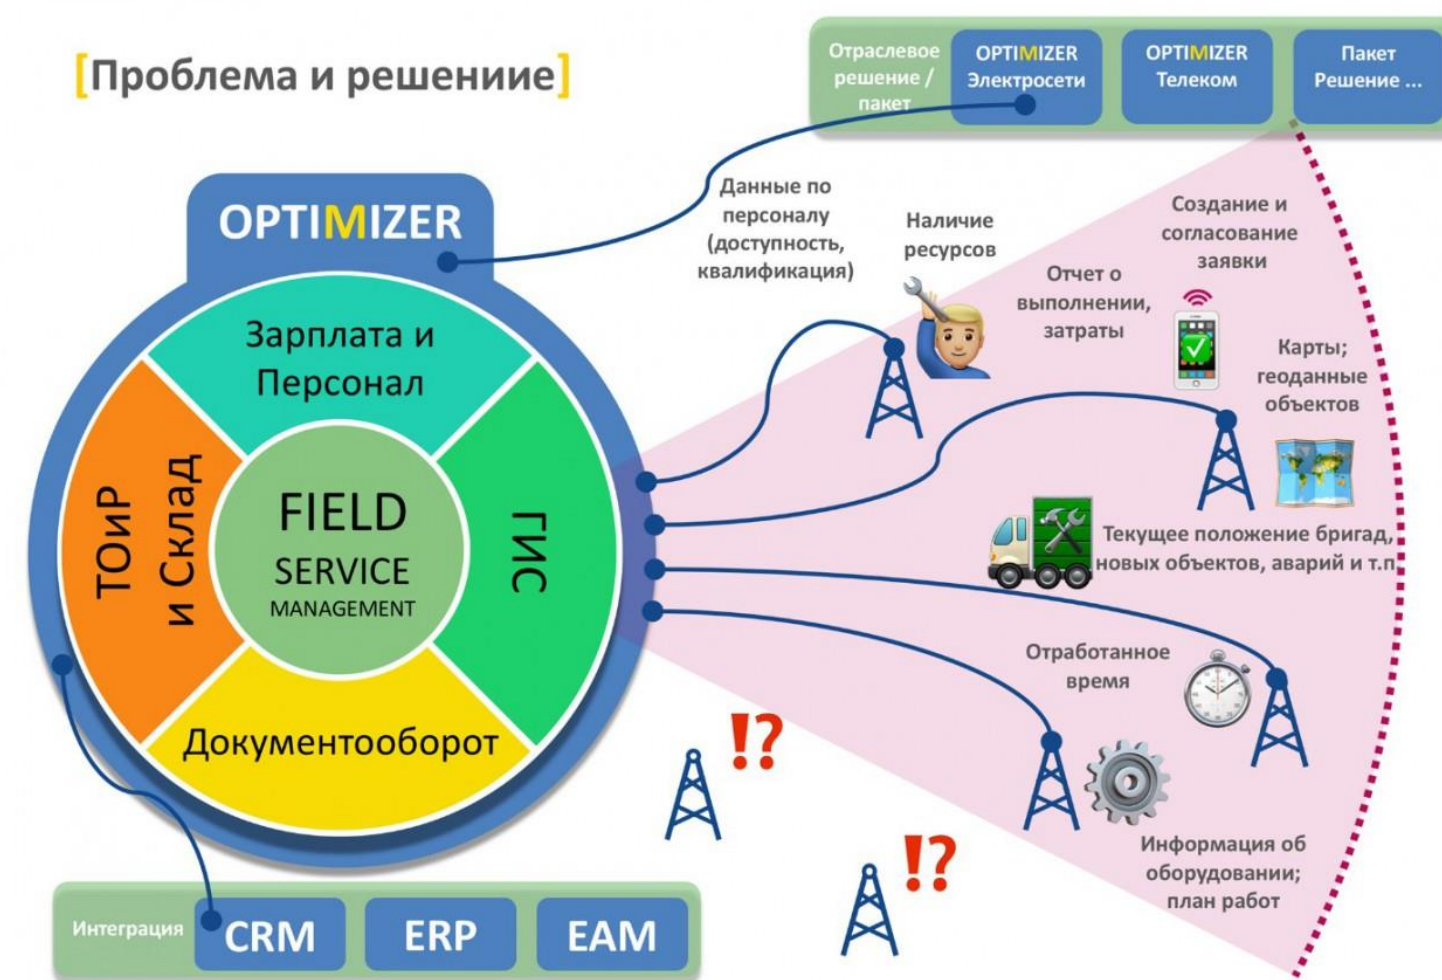 [Проблема и решениие]
Отраслевое
решение /
пакет
OPTIMIZER
Электросети
OPTIMIZER
Телеком
Пакет
Решение ...
OPTIMIZER
Зарплата и
Персонал
ТОиР
и Склад
FIELD
SERVICE
MANAGEMENT
ГИС
Документооборот
Данные по
персоналу
(доступность,
квалификация)
Наличие
ресурсов
Отчет о
выполнении,
затраты
Создание и
согласование
заявки
Карты;
геоданные
объектов
Текущее положение бригад,
новых объектов, аварий и т.п
Отработанное
время
!?
!?
Информация об
оборудовании;
план работ
Интеграция
CRM
ERP
EAM